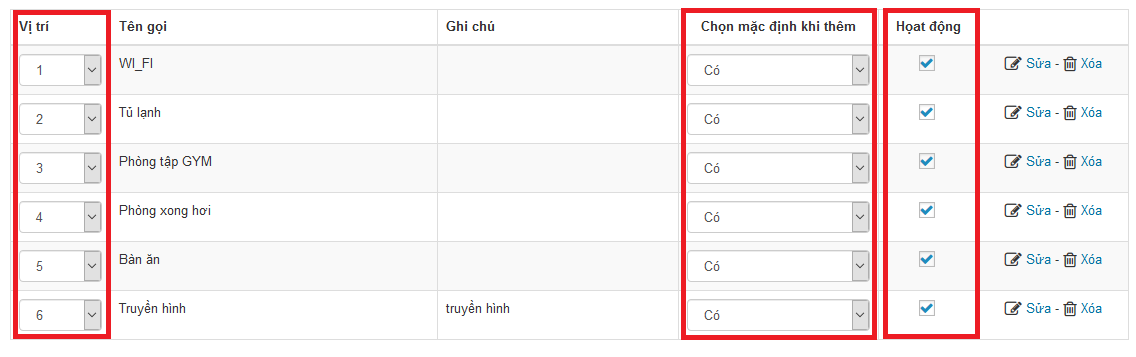 Vị trí Tên gọi Ghi chú Chọn mặc định khi thêm Họat động
1 WI_FI Có Sửa - Xóa
2 Tủ lạnh Có Sửa - Xóa
3 Phòng tập GYM Có Sửa - Xóa
4 Phòng xong hơi Có Sửa - Xóa
5 Bàn ăn Có Sửa - Xóa
6 Truyền hình truyền hình Có Sửa - Xóa